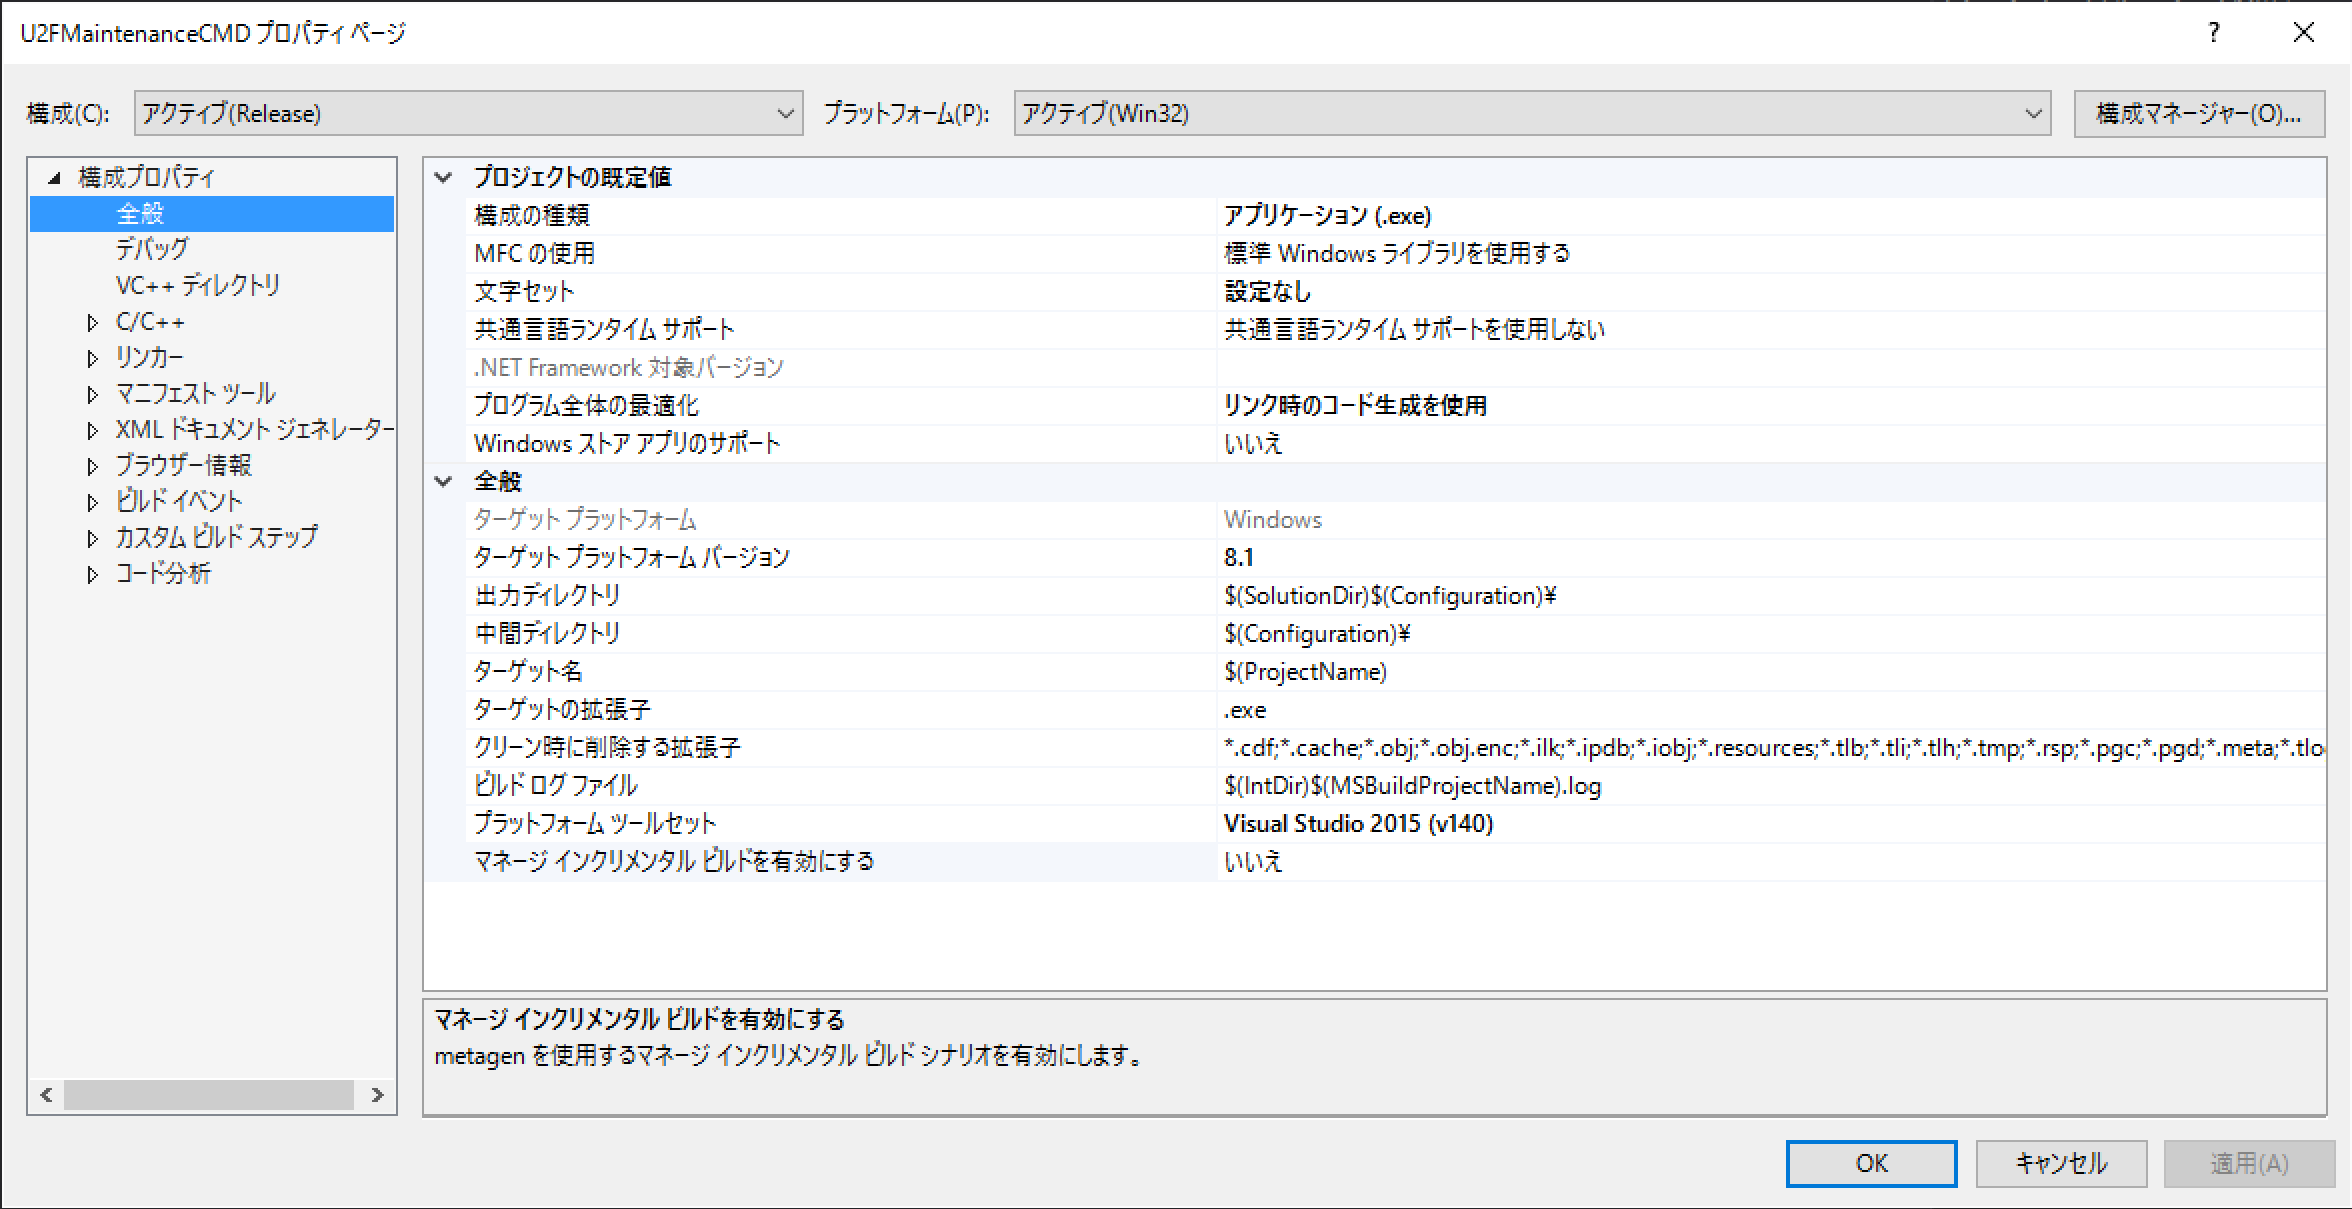 U2FMaintenanceCMD プロパティ ページ
?
構成(C): アクティブ(Release) プラットフォーム(P): アクティブ(Win32) 構成マネージャー(O)...
構成プロパティ
全般
デバッグ
VC++ ディレクトリ
C/C++
リンカー
マニフェスト ツール
XML ドキュメント ジェネレーター
ブラウザー情報
ビルド イベント
カスタム ビルド ステップ
コード分析
プロジェクトの既定値
構成の種類 アプリケーション (.exe)
MFC の使用 標準 Windows ライブラリを使用する
文字セット 設定なし
共通言語ランタイム サポート 共通言語ランタイム サポートを使用しない
.NET Framework 対象バージョン
プログラム全体の最適化 リンク時のコード生成を使用
Windows ストア アプリのサポート いいえ
全般
ターゲット プラットフォーム Windows
ターゲット プラットフォーム バージョン 8.1
出力ディレクトリ $(SolutionDir)$(Configuration)¥
中間ディレクトリ $(Configuration)¥
ターゲット名 $(ProjectName)
ターゲットの拡張子 .exe
クリーン時に削除する拡張子 *.cdf;*.cache;*.obj;*.obj.enc;*.ilk;*.ipdb;*.iobj;*.resources;*.tlb;*.tli;*.tlh;*.tmp;*.rsp;*.pgc;*.pgd;*.meta;*.tlo
ビルド ログ ファイル $(IntDir)$(MSBuildProjectName).log
プラットフォーム ツールセット Visual Studio 2015 (v140)
マネージ インクリメンタル ビルドを有効にする いいえ
マネージ インクリメンタル ビルドを有効にする
metagen を使用するマネージ インクリメンタル ビルド シナリオを有効にします。
OK キャンセル 適用(A)